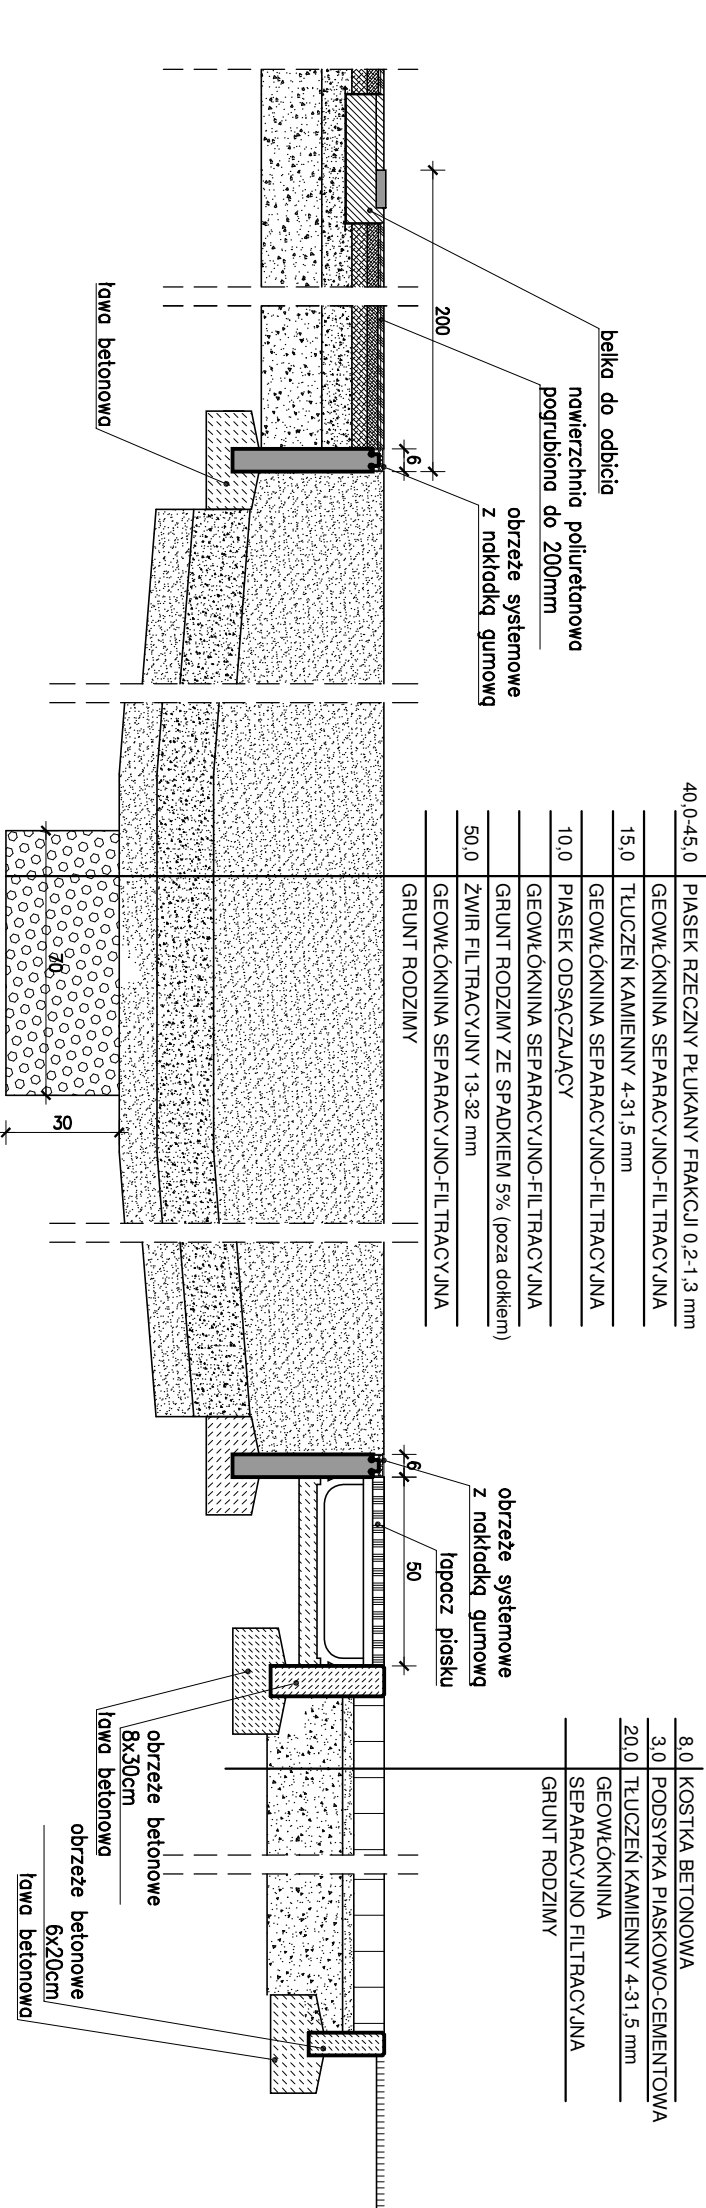 belka do odbicia
nawierzchnia poliuretanowa
pogrubiona do 200mm
obrzeże systemowe
z nakładką gumową
200
6
ława betonowa
40,0-45,0 PIASEK RZECZNY PŁUKANY FRAKCJI 0,2-1,3 mm
GEOWŁÓKNINA SEPARACYJNO-FILTRACYJNA
15,0 TŁUCZEŃ KAMIENNY 4-31,5 mm
GEOWŁÓKNINA SEPARACYJNO-FILTRACYJNA
10,0 PIASEK ODSĄCZAJĄCY
GEOWŁÓKNINA SEPARACYJNO-FILTRACYJNA
GRUNT RODZIMY ZE SPADKIEM 5% (poza dołkiem)
50,0 ŻWIR FILTRACYJNY 13-32 mm
GEOWŁÓKNINA SEPARACYJNO-FILTRACYJNA
GRUNT RODZIMY
70
30
obrzeże systemowe
z nakładką gumową
łapacz piasku
6
50
8,0 KOSTKA BETONOWA
3,0 PODSYPKA PIASKOWO-CEMENTOWA
20,0 TŁUCZEŃ KAMIENNY 4-31,5 mm
GEOWŁÓKNINA
SEPARACYJNO FILTRACYJNA
GRUNT RODZIMY
obrzeże betonowe
8x30cm
ława betonowa
obrzeże betonowe
6x20cm
ława betonowa